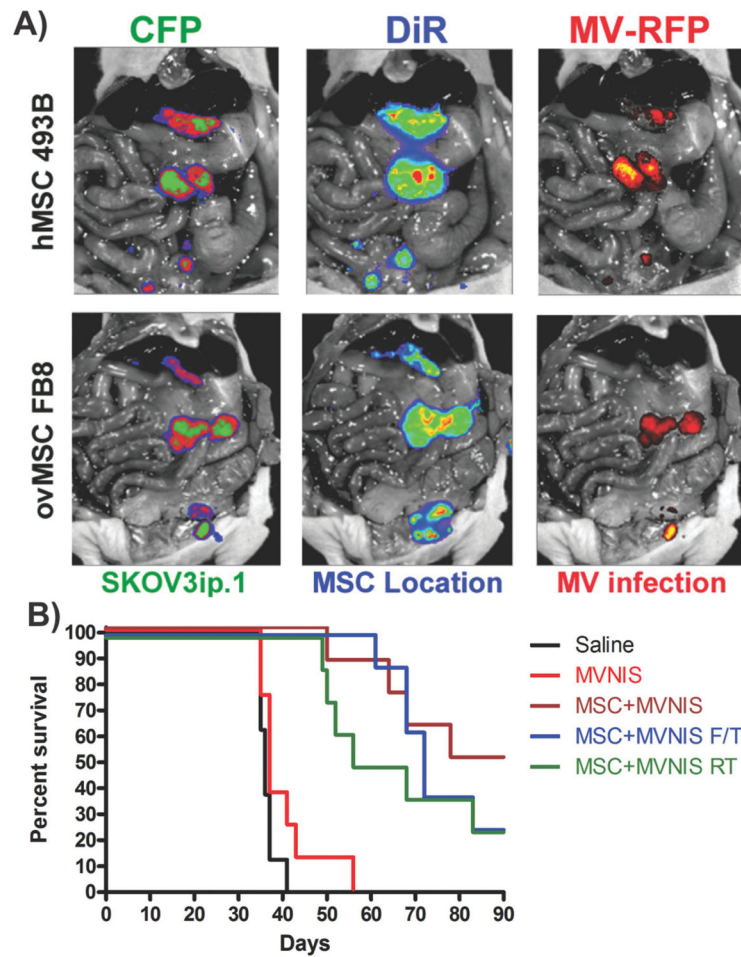 A)
CFP
DiR
MV-RFP
hMSC 493B
ovMSC FB8
SKOV3ip.1
MSC Location
MV infection
B)
Percent survival
100
90
80
70
60
50
40
30
20
10
0
0 10 20 30 40 50 60 70 80 90
Days
Saline
MVNIS
MSC+MVNIS
MSC+MVNIS F/T
MSC+MVNIS RT